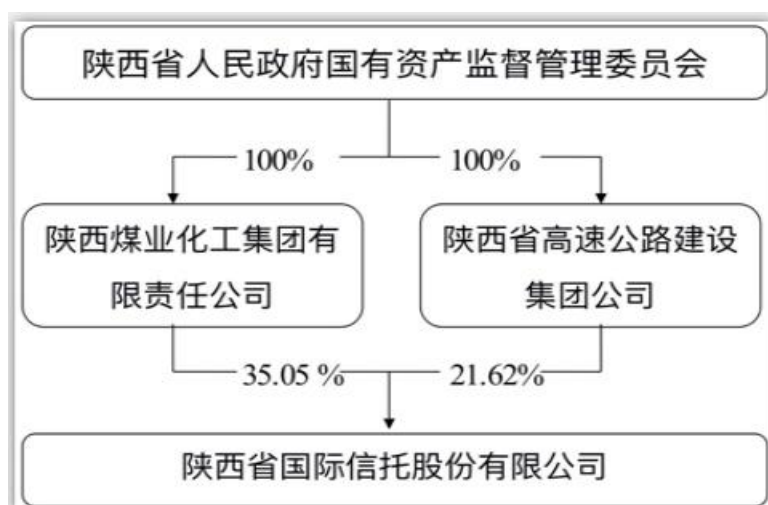 陕西省人民政府国有资产监督管理委员会
100%
100%
陕西煤业化工集团有
限责任公司
陕西省高速公路建设
集团公司
35.05 %
21.62%
陕西省国际信托股份有限公司